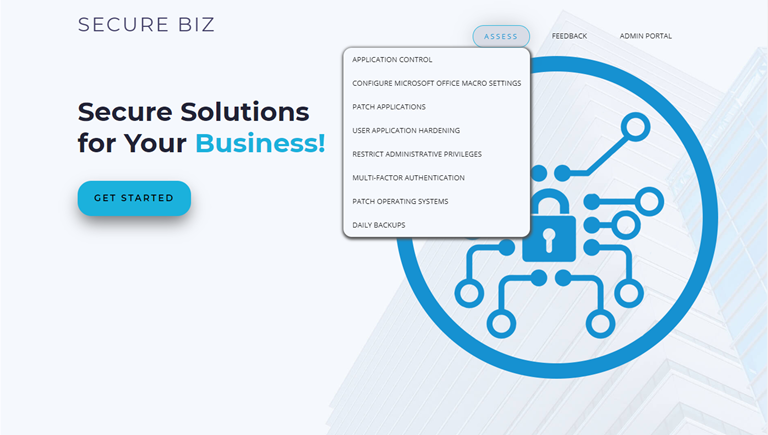 SECURE BIZ
ASSESS
FEEDBACK
ADMIN PORTAL
APPLICATION CONTROL
CONFIGURE MICROSOFT OFFICE MACRO SETTINGS
PATCH APPLICATIONS
USER APPLICATION HARDENING
RESTRICT ADMINISTRATIVE PRIVILEGES
MULTI-FACTOR AUTHENTICATION
PATCH OPERATING SYSTEMS
DAILY BACKUPS
Secure Solutions
for Your Business!
GET STARTED